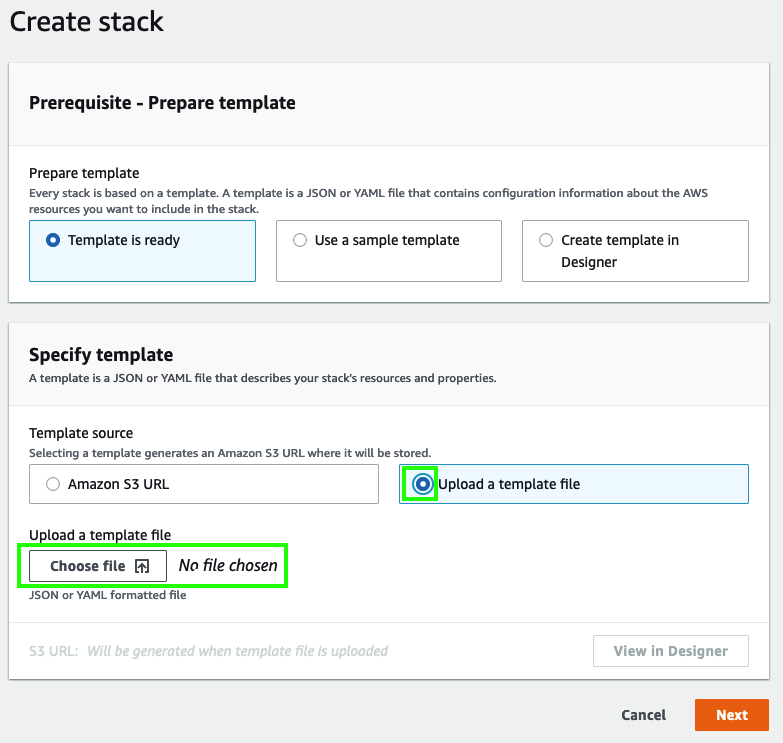 Create stack
Prerequisite - Prepare template
Prepare template
Every stack is based on a template. A template is a JSON or YAML file that contains configuration information about the AWS
resources you want to include in the stack.
Template is ready
Use a sample template
Create template in
Designer
Specify template
A template is a JSON or YAML file that describes your stack's resources and properties.
Template source
Selecting a template generates an Amazon S3 URL where it will be stored.
Amazon S3 URL
Upload a template file
Upload a template file
Choose file
No file chosen
JSON or YAML formatted file
S3 URL: Will be generated when template file is uploaded
View in Designer
Cancel
Next